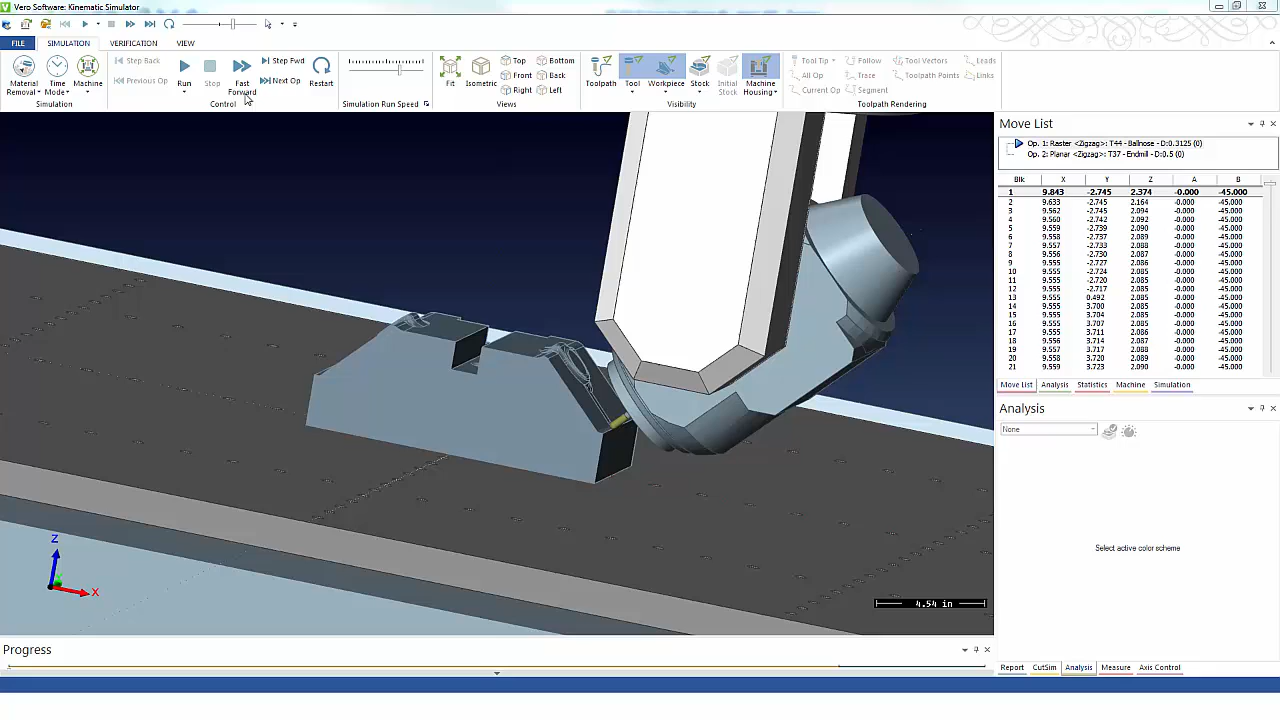 Vero Software: Kinematic Simulator
FILE SIMULATION VERIFICATION VIEW
Material Removal Time Mode Machine
Simulation
Step Back
Previous Op
Run
Stop
Fast Forward
Step Fwd
Next Op
Restart
Control
Simulation Run Speed
Fit
Isometric
Top
Front
Right
Bottom
Back
Left
Views
Toolpath
Tool
Workpiece
Stock
Initial Stock
Machine Housing
Visibility
Tool Tip
All Op
Current Op
Follow
Trace
Segment
Tool Vectors
Toolpath Points
Leads
Links
Toolpath Rendering
Move List
Op. 1: Raster <Zigzag>: T44 - Ballnose - D:0.3125 (0)
Op. 2: Planar <Zigzag>: T37 - Endmill - D:0.5 (0)
Blk X Y Z A B
1 9.843 -2.745 2.374 -0.000 -45.000
2 9.633 -2.745 2.164 -0.000 -45.000
3 9.562 -2.745 2.094 -0.000 -45.000
4 9.560 -2.742 2.092 -0.000 -45.000
5 9.559 -2.739 2.090 -0.000 -45.000
6 9.558 -2.737 2.089 -0.000 -45.000
7 9.557 -2.733 2.088 -0.000 -45.000
8 9.556 -2.730 2.087 -0.000 -45.000
9 9.555 -2.727 2.086 -0.000 -45.000
10 9.555 -2.724 2.085 -0.000 -45.000
11 9.555 -2.720 2.085 -0.000 -45.000
12 9.555 -2.717 2.085 -0.000 -45.000
13 9.555 0.492 2.085 -0.000 -45.000
14 9.555 3.700 2.085 -0.000 -45.000
15 9.555 3.704 2.085 -0.000 -45.000
16 9.555 3.707 2.085 -0.000 -45.000
17 9.555 3.711 2.086 -0.000 -45.000
18 9.556 3.714 2.087 -0.000 -45.000
19 9.557 3.717 2.088 -0.000 -45.000
20 9.558 3.720 2.089 -0.000 -45.000
21 9.559 3.723 2.090 -0.000 -45.000
Move List Analysis Statistics Machine Simulation
Analysis
None
Select active color scheme
Z
Y
X
4.54 in
Progress
Report CutSim Analysis Measure Axis Control